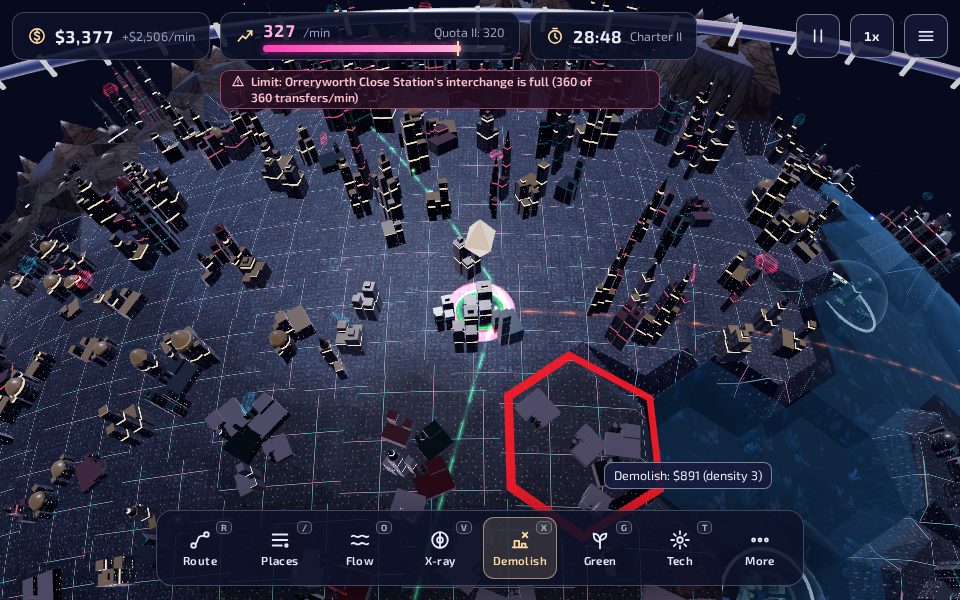 $3,377 +$2,506/min
327 /min Quota II: 320
28:48 Charter II
1x
Limit: Orreryworth Close Station's interchange is full (360 of
360 transfers/min)
Demolish: $891 (density 3)
R / O V X G T
Route Places Flow X-ray Demolish Green Tech More